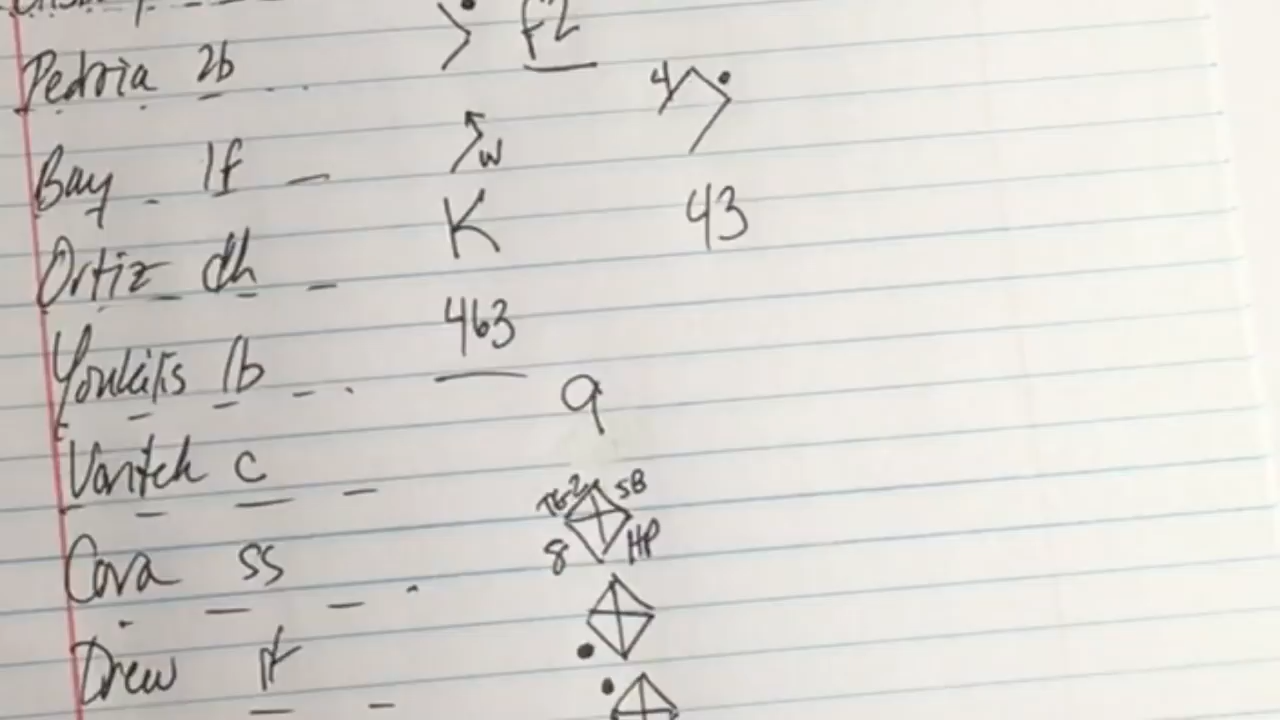 Pedroia 2b F2
Bay lf W 4
Ortiz dh K 43
Youkilis 1b 463
Varitek c 9
Cora ss 8 SB HP
Drew rf